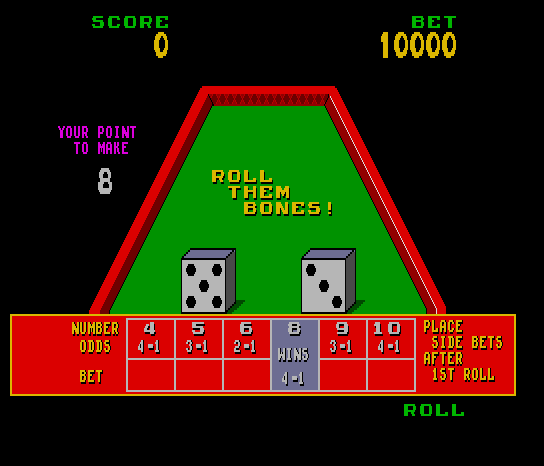 SCORE BET
0 10000
YOUR POINT
TO MAKE
8
ROLL
THEM
BONES!
NUMBER 4 5 6 8 9 10 PLACE
ODDS 4-1 3-1 2-1 WINS 3-1 4-1 SIDE BETS
AFTER
BET 4-1 1ST ROLL
ROLL